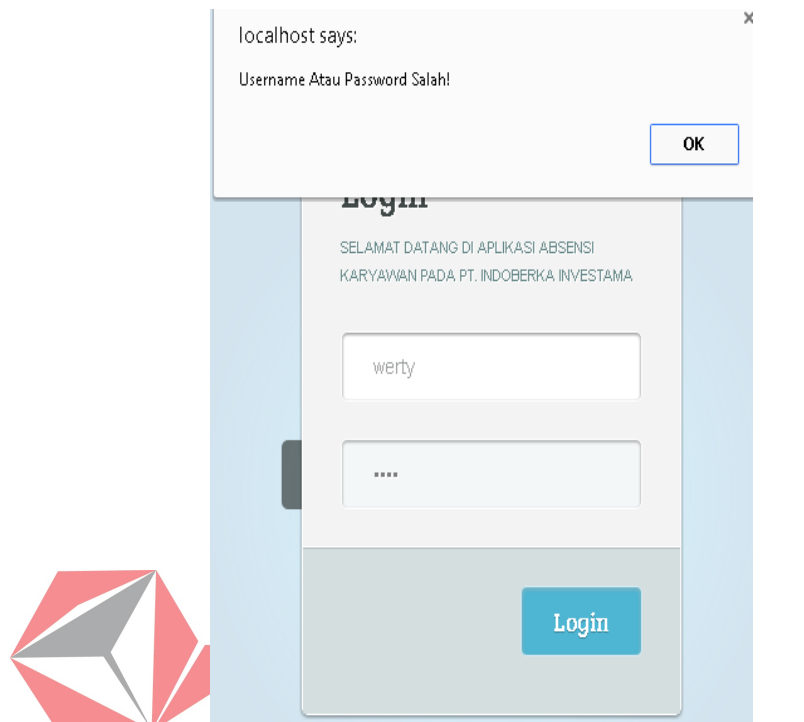 localhost says:
Username Atau Password Salah!
OK
Login
SELAMAT DATANG DI APLIKASI ABSENSI
KARYAWAN PADA PT. INDOBERKA INVESTAMA
werty
••••
Login